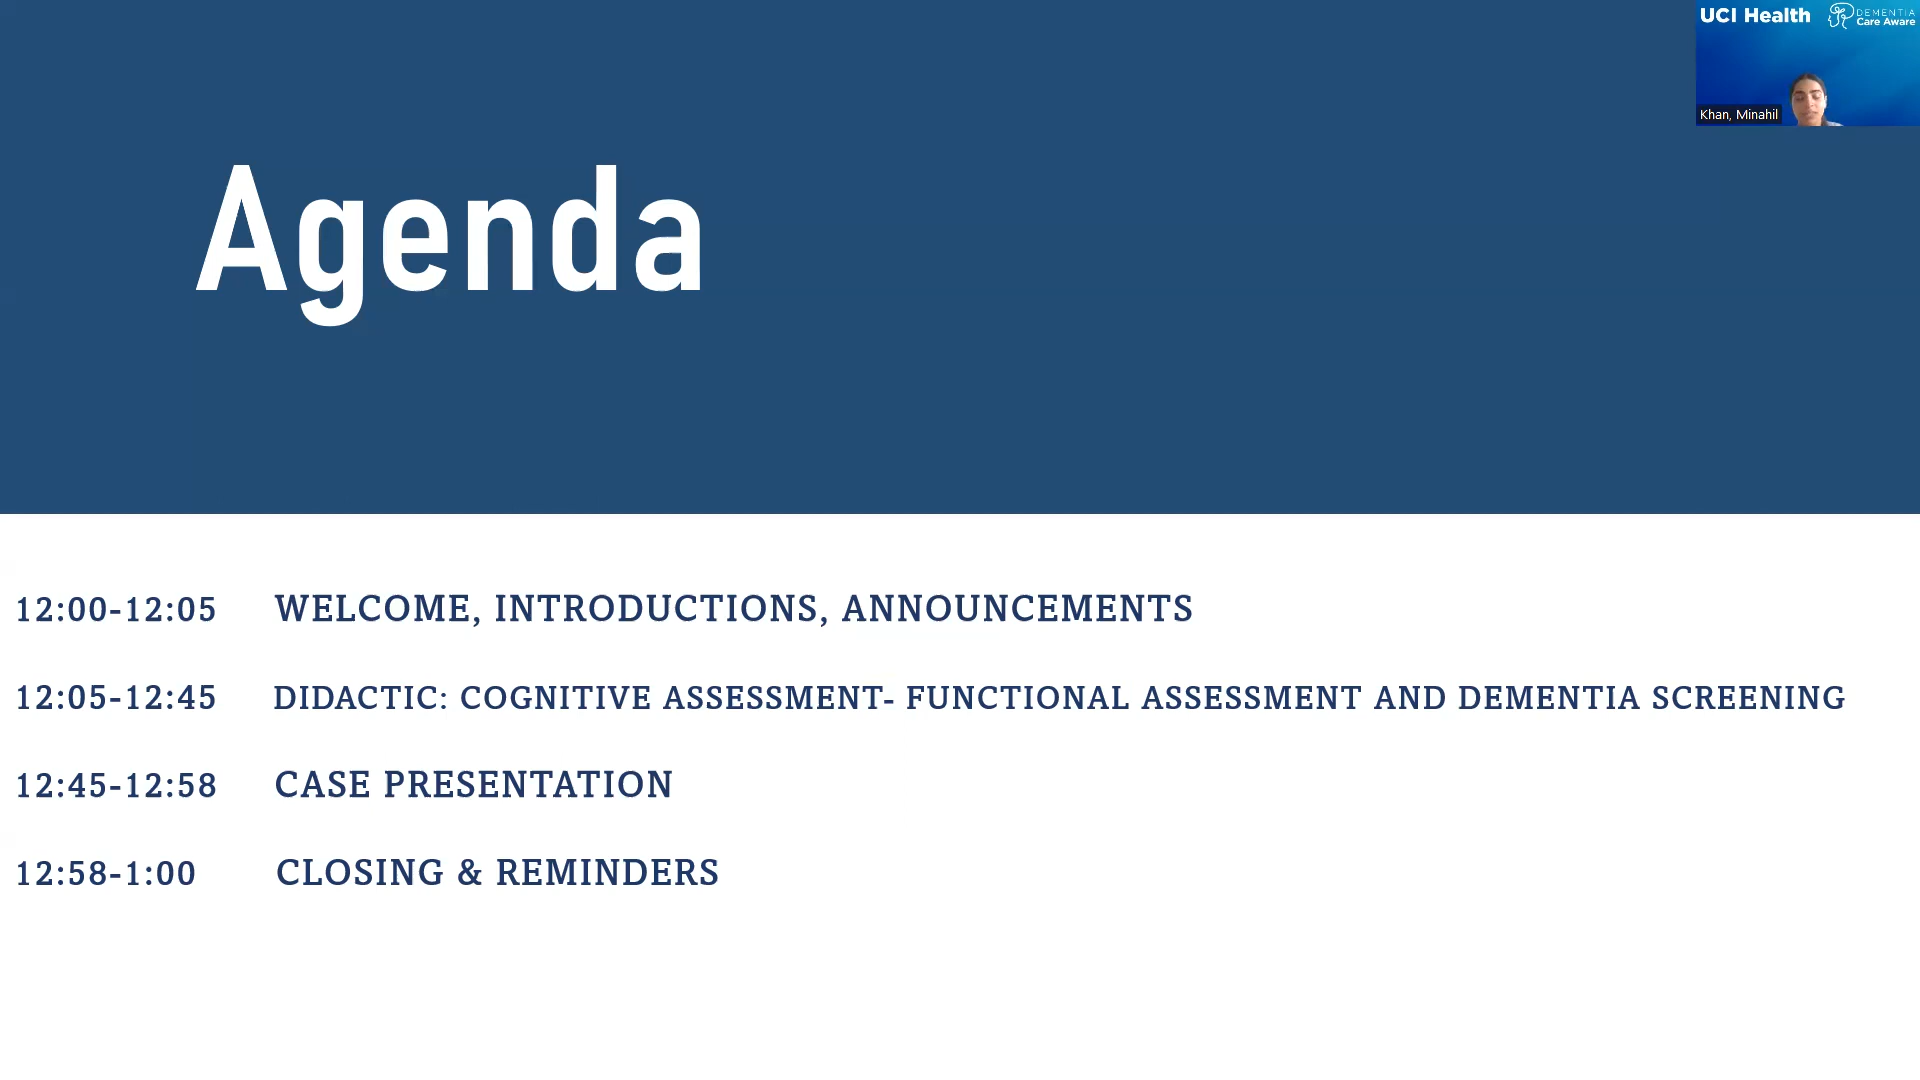 UCI Health
DEMENTIA
Care Aware
Khan, Minahil
Agenda
12:00-12:05 WELCOME, INTRODUCTIONS, ANNOUNCEMENTS
12:05-12:45 DIDACTIC: COGNITIVE ASSESSMENT- FUNCTIONAL ASSESSMENT AND DEMENTIA SCREENING
12:45-12:58 CASE PRESENTATION
12:58-1:00 CLOSING & REMINDERS